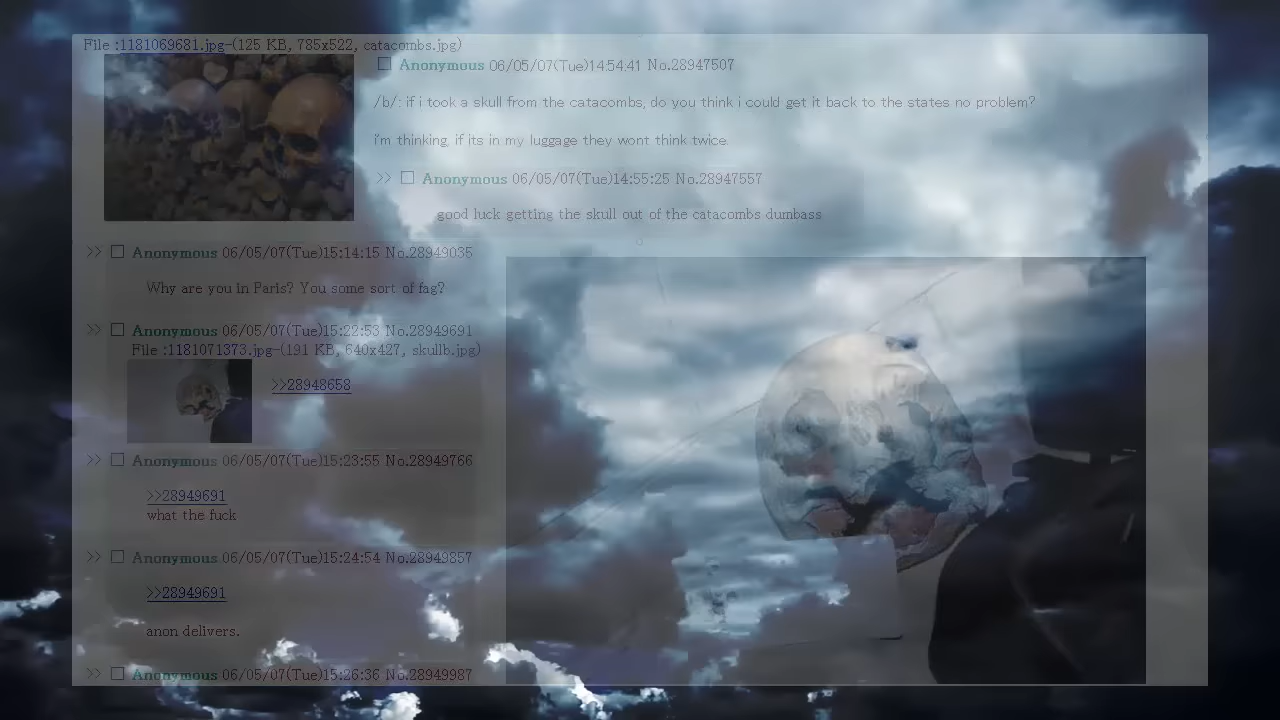 File :1181069681.jpg-(125 KB, 785x522, catacombs.jpg)
Anonymous 06/05/07(Tue)14:54:41 No.28947507
/b/: if i took a skull from the catacombs, do you think i could get it back to the states no problem?
i'm thinking, if its in my luggage they wont think twice.
>> Anonymous 06/05/07(Tue)14:55:25 No.28947557
good luck getting the skull out of the catacombs dumbass
>> Anonymous 06/05/07(Tue)15:14:15 No.28949035
Why are you in Paris? You some sort of fag?
>> Anonymous 06/05/07(Tue)15:22:53 No.28949691
File :1181071373.jpg-(191 KB, 640x427, skullb.jpg)
>>28948658
>> Anonymous 06/05/07(Tue)15:23:55 No.28949766
>>28949691
what the fuck
>> Anonymous 06/05/07(Tue)15:24:54 No.28949857
>>28949691
anon delivers.
>> Anonymous 06/05/07(Tue)15:26:36 No.28949987